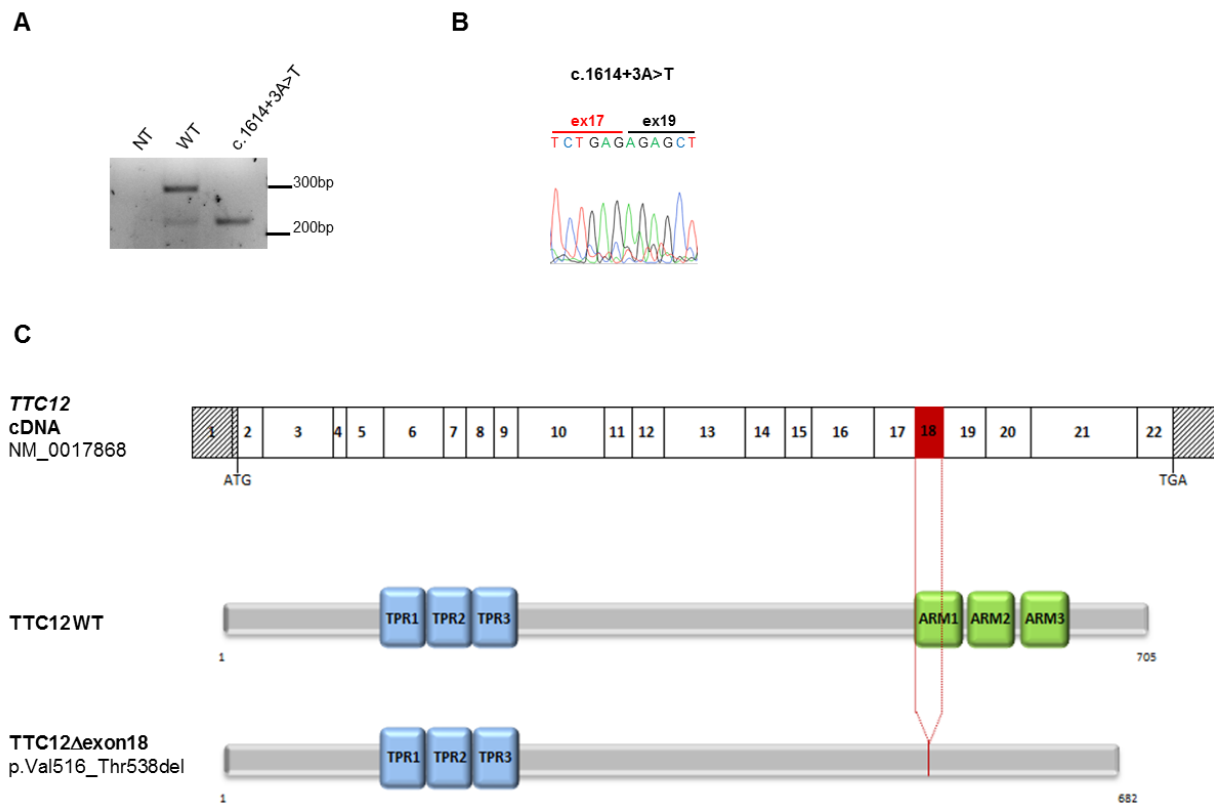 A
NT
WT
c.1614+3A>T
300bp
200bp
B
c.1614+3A>T
ex17 ex19
TCTGAGAGAGCT
C
TTC12
cDNA
NM_0017868
1 2 3 4 5 6 7 8 9 10 11 12 13 14 15 16 17 18 19 20 21 22
ATG TGA
TTC12WT
TPR1 TPR2 TPR3 ARM1 ARM2 ARM3
1 705
TTC12Δexon18
p.Val516_Thr538del
TPR1 TPR2 TPR3
1 682